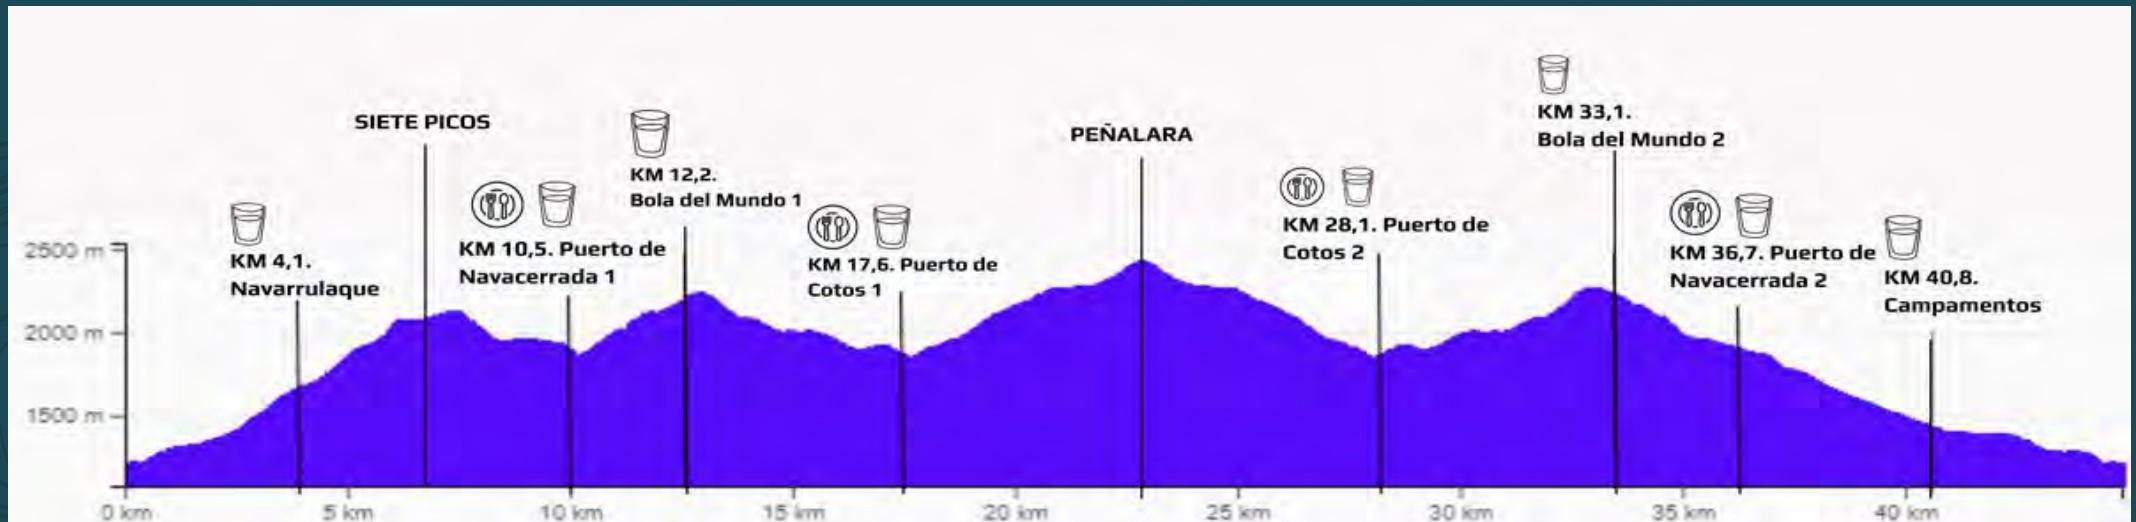 SIETE PICOS
PEÑALARA
KM 33,1.
Bola del Mundo 2
KM 12,2.
Bola del Mundo 1
KM 4,1.
Navarrulaque
KM 10,5. Puerto de
Navacerrada 1
KM 17,6. Puerto de
Cotos 1
KM 28,1. Puerto de
Cotos 2
KM 36,7. Puerto de
Navacerrada 2
KM 40,8.
Campamentos
2500 m
2000 m
1500 m
0 km
5 km
10 km
15 km
20 km
25 km
30 km
35 km
40 km